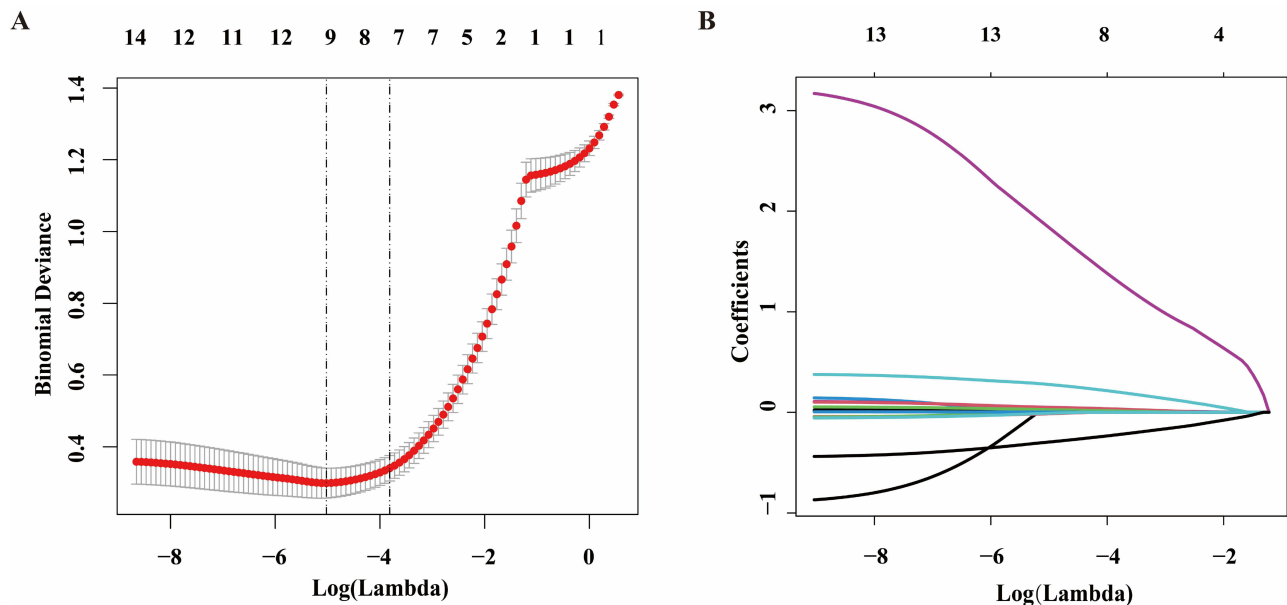 A
14 12 11 12 9 8 7 7 5 2 1 1 1
1.4
1.2
1.0
0.8
0.6
0.4
Binomial Deviance
−8 −6 −4 −2 0
Log(Lambda)
B
13 13 8 4
3
2
1
0
−1
Coefficients
−8 −6 −4 −2
Log(Lambda)